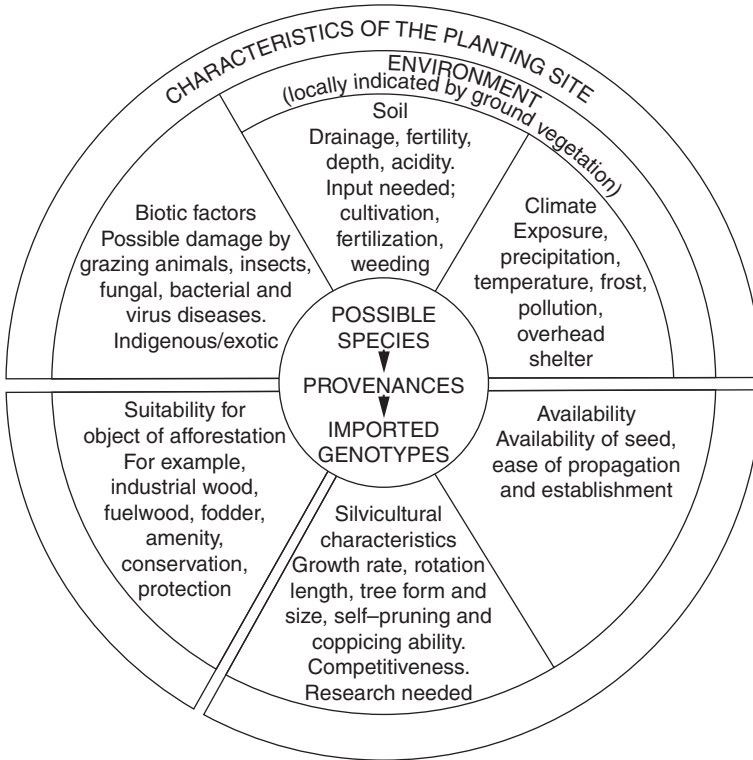 CHARACTERISTICS OF THE PLANTING SITE
ENVIRONMENT
(locally indicated by ground vegetation)
Soil
Drainage, fertility,
depth, acidity.
Input needed;
cultivation,
fertilization,
weeding
Biotic factors
Possible damage by
grazing animals, insects,
fungal, bacterial and
virus diseases.
Indigenous/exotic
Climate
Exposure,
precipitation,
temperature, frost,
pollution,
overhead
shelter
POSSIBLE
SPECIES
PROVENANCES
IMPORTED
GENOTYPES
Suitability for
object of afforestation
For example,
industrial wood,
fuelwood, fodder,
amenity,
conservation,
protection
Silvicultural
characteristics
Growth rate, rotation
length, tree form and
size, self–pruning and
coppicing ability.
Competitiveness.
Research needed
Availability
Availability of seed,
ease of propagation
and establishment